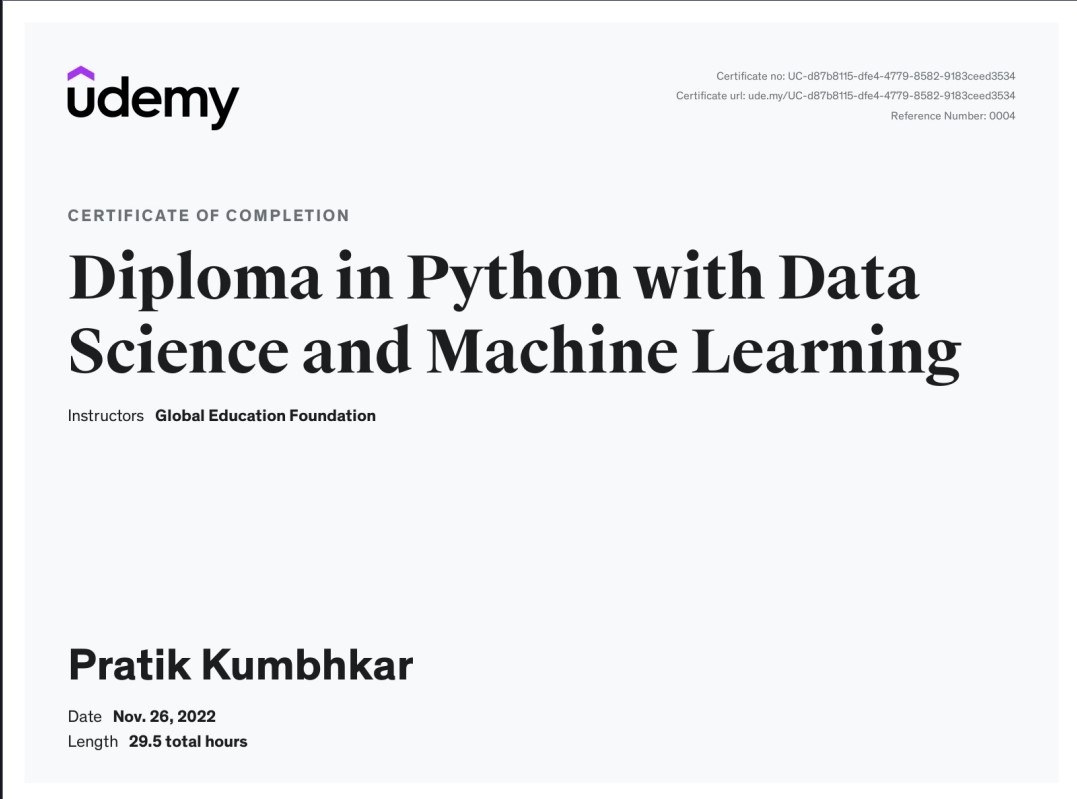 udemy
Certificate no: UC-d87b8115-dfe4-4779-8582-9183ceed3534
Certificate url: ude.my/UC-d87b8115-dfe4-4779-8582-9183ceed3534
Reference Number: 0004
CERTIFICATE OF COMPLETION
Diploma in Python with Data
Science and Machine Learning
Instructors Global Education Foundation
Pratik Kumbhkar
Date Nov. 26, 2022
Length 29.5 total hours